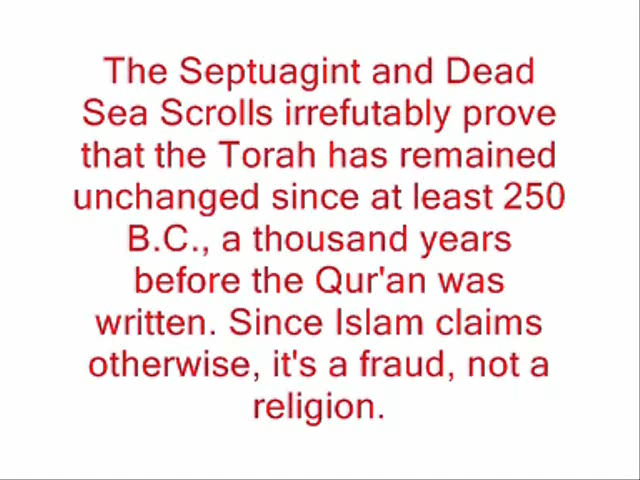 The Septuagint and Dead
Sea Scrolls irrefutably prove
that the Torah has remained
unchanged since at least 250
B.C., a thousand years
before the Qur'an was
written. Since Islam claims
otherwise, it's a fraud, not a
religion.